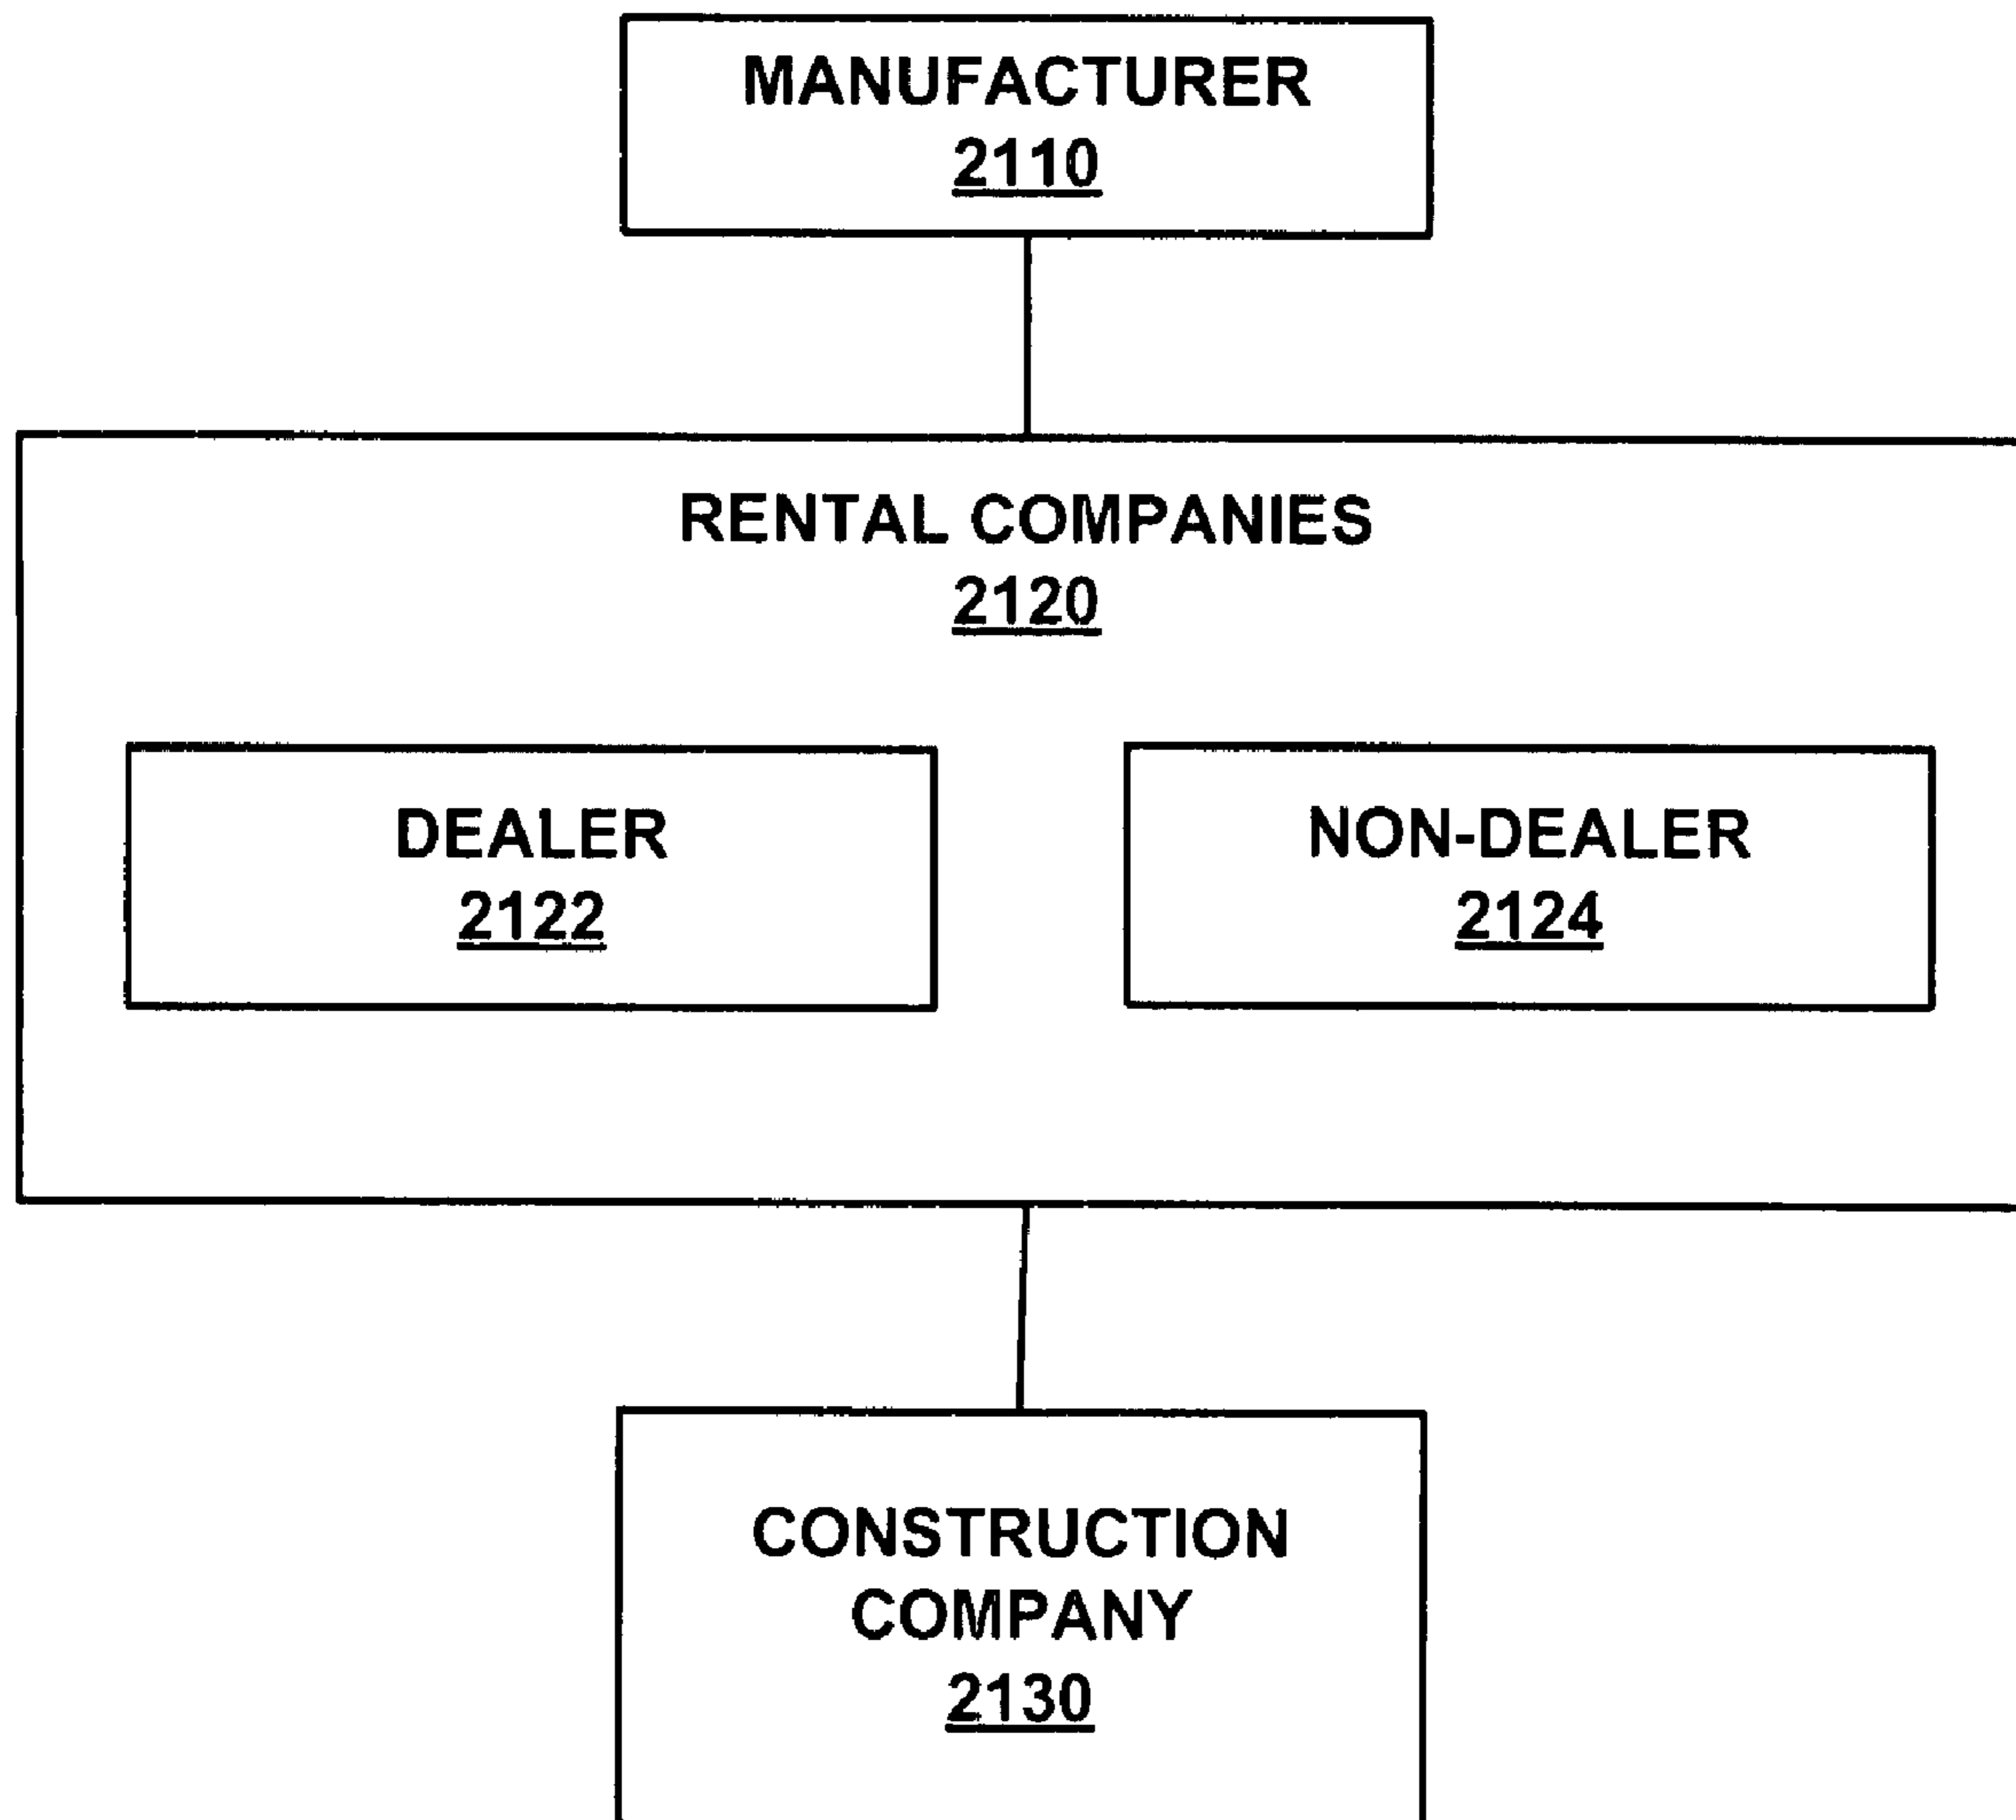 MANUFACTURER
2110
RENTAL COMPANIES
2120
DEALER
2122
NON-DEALER
2124
CONSTRUCTION
COMPANY
2130